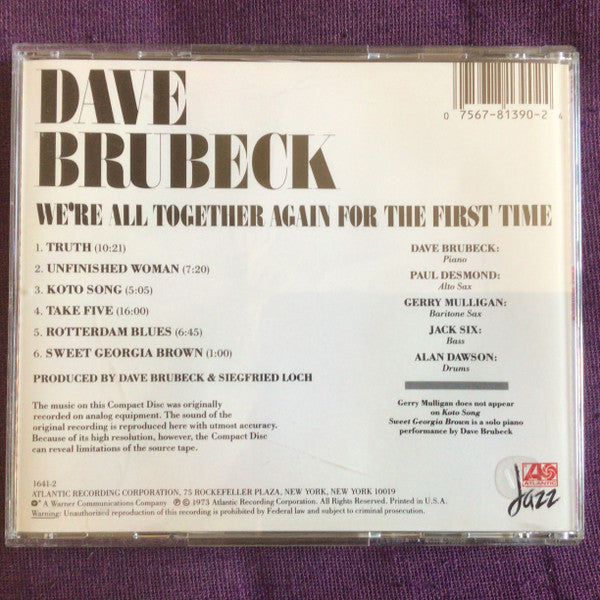 DAVE
BRUBECK
0 7567-81390-2 4
WE'RE ALL TOGETHER AGAIN FOR THE FIRST TIME
1. TRUTH (10:21)
2. UNFINISHED WOMAN (7:20)
3. KOTO SONG (5:05)
4. TAKE FIVE (16:00)
5. ROTTERDAM BLUES (6:45)
6. SWEET GEORGIA BROWN (1:00)
PRODUCED BY DAVE BRUBECK & SIEGFRIED LOCH
The music on this Compact Disc was originally
recorded on analog equipment. The sound of the
original recording is reproduced here with utmost accuracy.
Because of its high resolution, however, the Compact Disc
can reveal limitations of the source tape.
DAVE BRUBECK:
Piano
PAUL DESMOND:
Alto Sax
GERRY MULLIGAN:
Baritone Sax
JACK SIX:
Bass
ALAN DAWSON:
Drums
Gerry Mulligan does not appear
on Koto Song
Sweet Georgia Brown is a solo piano
performance by Dave Brubeck
1641-2
ATLANTIC RECORDING CORPORATION, 75 ROCKEFELLER PLAZA, NEW YORK, NEW YORK 10019
A Warner Communications Company ℗ © 1973 Atlantic Recording Corporation. All Rights Reserved. Printed in U.S.A.
Warning: Unauthorized reproduction of this recording is prohibited by Federal law and subject to criminal prosecution.
ATLANTIC
Jazz